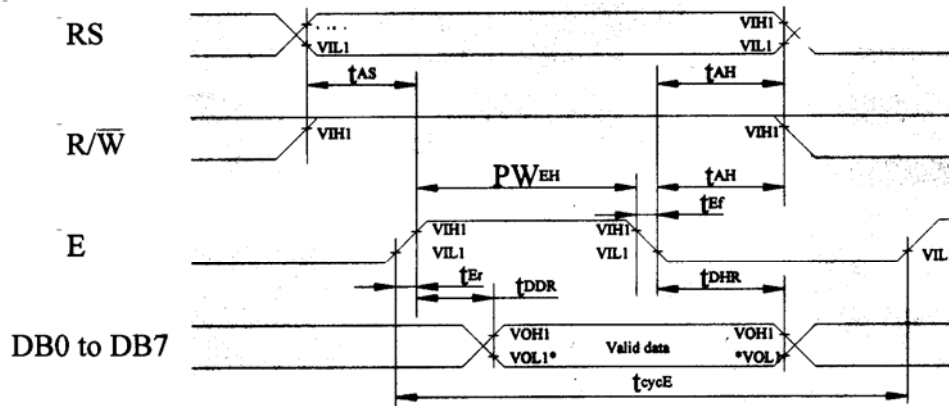 RS
VIL1
VIH1
VIL1
tAS
tAH
R/W̅
VIH1
VIH1
PWEH
tAH
tEf
E
VIH1
VIL1
VIH1
VIL1
VIL
tEr
tDDR
tDHR
DB0 to DB7
VOH1
VOL1*
Valid data
VOH1
*VOL1
tcycE